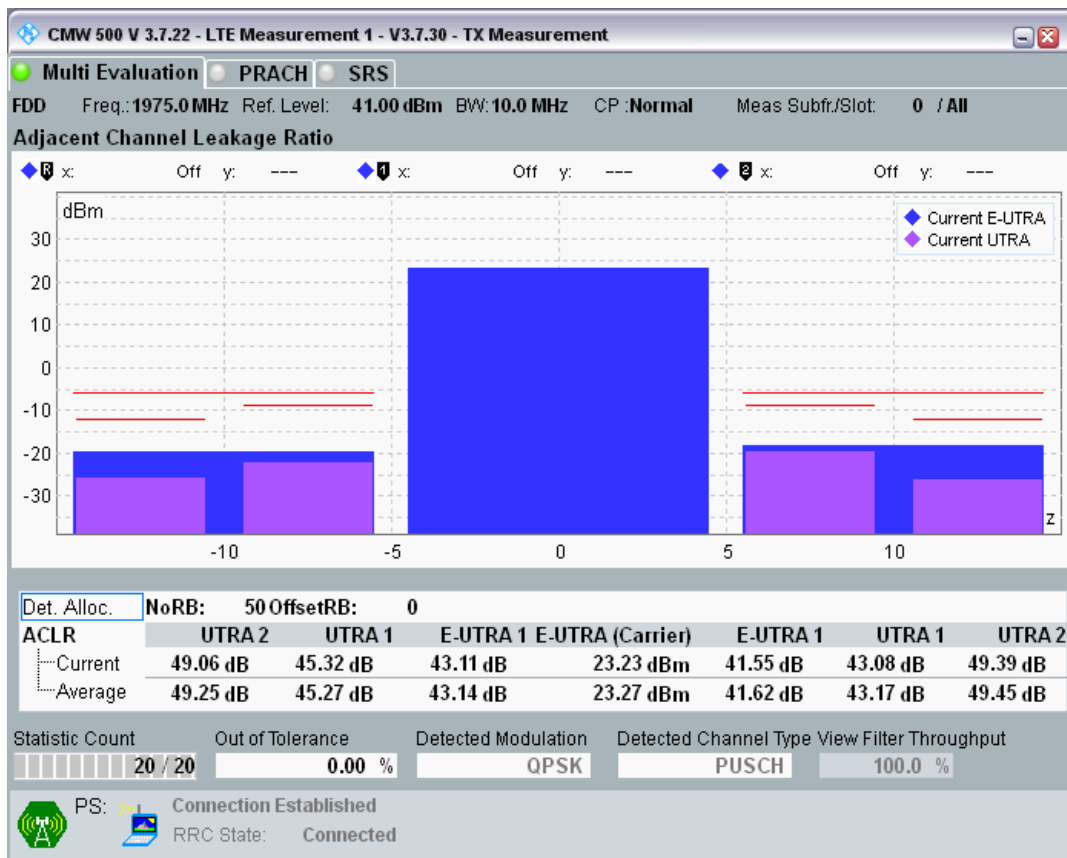 CMW 500 V 3.7.22 - LTE Measurement 1 - V3.7.30 - TX Measurement
Multi Evaluation PRACH SRS
FDD Freq.: 1975.0 MHz Ref. Level: 41.00 dBm BW: 10.0 MHz CP :Normal Meas Subfr./Slot: 0 / All
Adjacent Channel Leakage Ratio
R x: Off y: --- 1 x: Off y: --- 2 x: Off y: ---
dBm
Current E-UTRA
Current UTRA
30
20
10
0
-10
-20
-30
z
-10 -5 0 5 10
Det. Alloc. NoRB: 50 OffsetRB: 0
ACLR UTRA 2 UTRA 1 E-UTRA 1 E-UTRA (Carrier) E-UTRA 1 UTRA 1 UTRA 2
Current 49.06 dB 45.32 dB 43.11 dB 23.23 dBm 41.55 dB 43.08 dB 49.39 dB
Average 49.25 dB 45.27 dB 43.14 dB 23.27 dBm 41.62 dB 43.17 dB 49.45 dB
Statistic Count Out of Tolerance Detected Modulation Detected Channel Type View Filter Throughput
20 / 20 0.00 % QPSK PUSCH 100.0 %
PS: Connection Established
RRC State: Connected